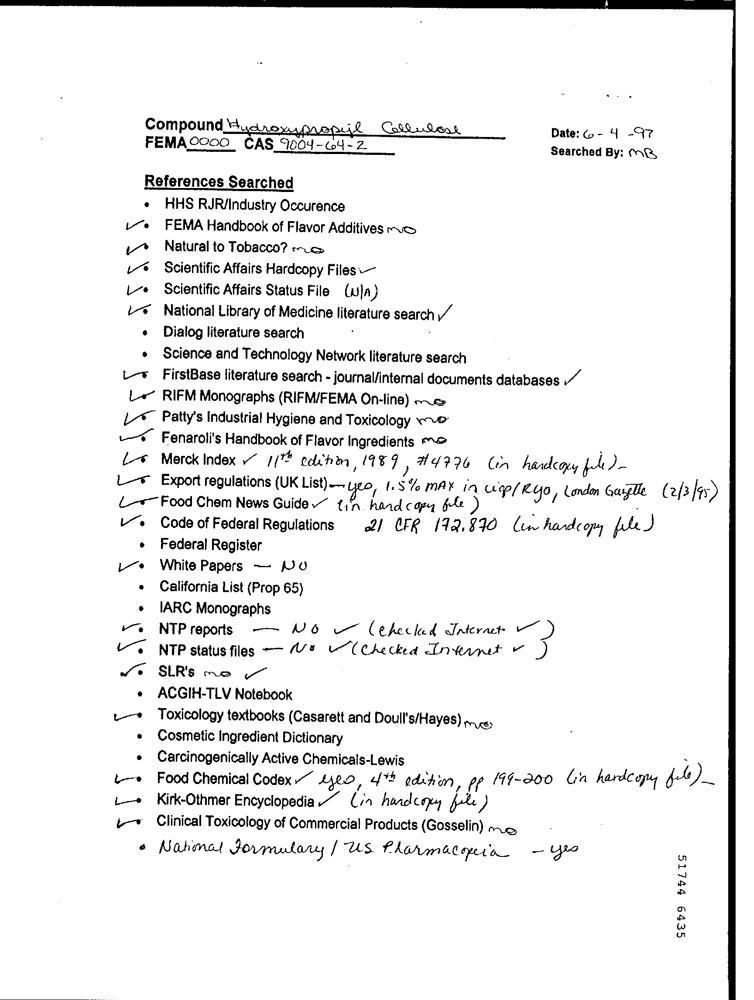 Compound Hydroxypropyl Cellulose
FEMA 0000 CAS 9004-64-2
Date: 6-4-97
Searched By: MB
References Searched
• HHS RJR/Industry Occurence
✓• FEMA Handbook of Flavor Additives no
✓• Natural to Tobacco? no
✓• Scientific Affairs Hardcopy Files ✓
✓• Scientific Affairs Status File (N/A)
✓• National Library of Medicine literature search ✓
• Dialog literature search
• Science and Technology Network literature search
✓• FirstBase literature search - journal/internal documents databases ✓
✓• RIFM Monographs (RIFM/FEMA On-line) no
✓• Patty's Industrial Hygiene and Toxicology no
✓• Fenaroli's Handbook of Flavor Ingredients no
✓• Merck Index ✓ 11th edition, 1989, #4776 (in hardcopy file)
✓• Export regulations (UK List) — yes, 1.5% max in cigs/RYO, London Gazette (2/3/95)
✓• Food Chem News Guide ✓ (in hardcopy file)
✓• Code of Federal Regulations 21 CFR 172.870 (in hardcopy file)
• Federal Register
✓• White Papers — NO
• California List (Prop 65)
• IARC Monographs
✓• NTP reports — NO ✓ (checked Internet ✓)
✓• NTP status files — No ✓ (checked Internet ✓)
✓• SLR's no ✓
• ACGIH-TLV Notebook
✓• Toxicology textbooks (Casarett and Doull's/Hayes) no
• Cosmetic Ingredient Dictionary
• Carcinogenically Active Chemicals-Lewis
✓• Food Chemical Codex ✓ yes, 4th edition, pp 199-200 (in hardcopy file)
✓• Kirk-Othmer Encyclopedia ✓ (in hardcopy file)
✓• Clinical Toxicology of Commercial Products (Gosselin) no
• National Formulary / US Pharmacopeia - yes
51744 6435